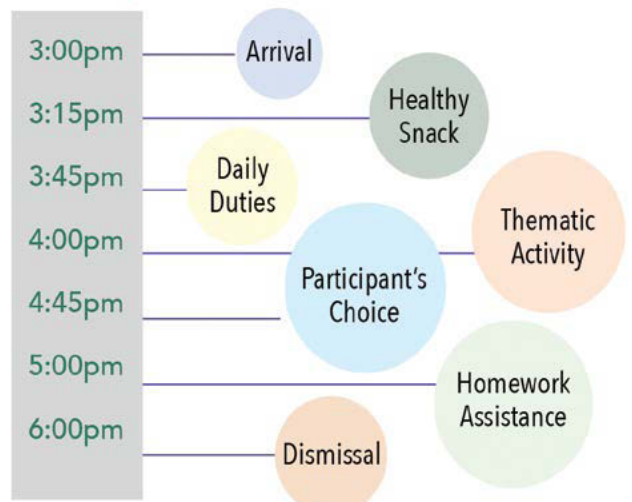 3:00pm
Arrival
3:15pm
Healthy
Snack
3:45pm
Daily
Duties
4:00pm
Thematic
Activity
4:45pm
Participant's
Choice
5:00pm
Homework
Assistance
6:00pm
Dismissal